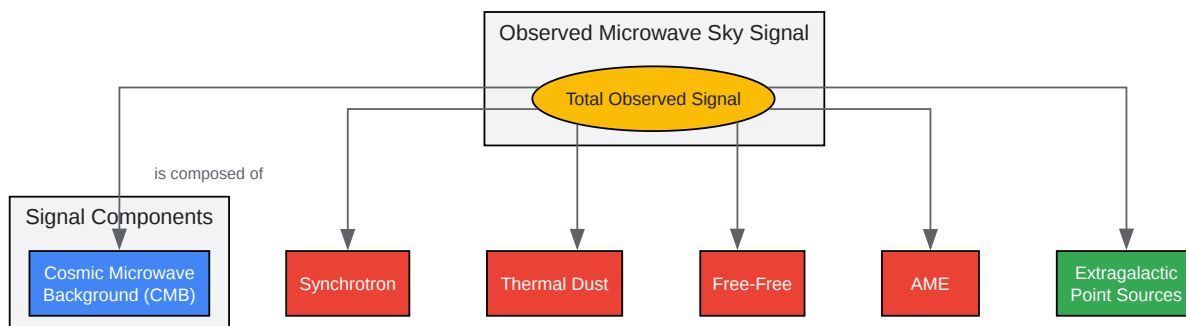 Observed Microwave Sky Signal
Total Observed Signal
is composed of
Signal Components
Cosmic Microwave
Background (CMB)
Synchrotron
Thermal Dust
Free-Free
AME
Extragalactic
Point Sources